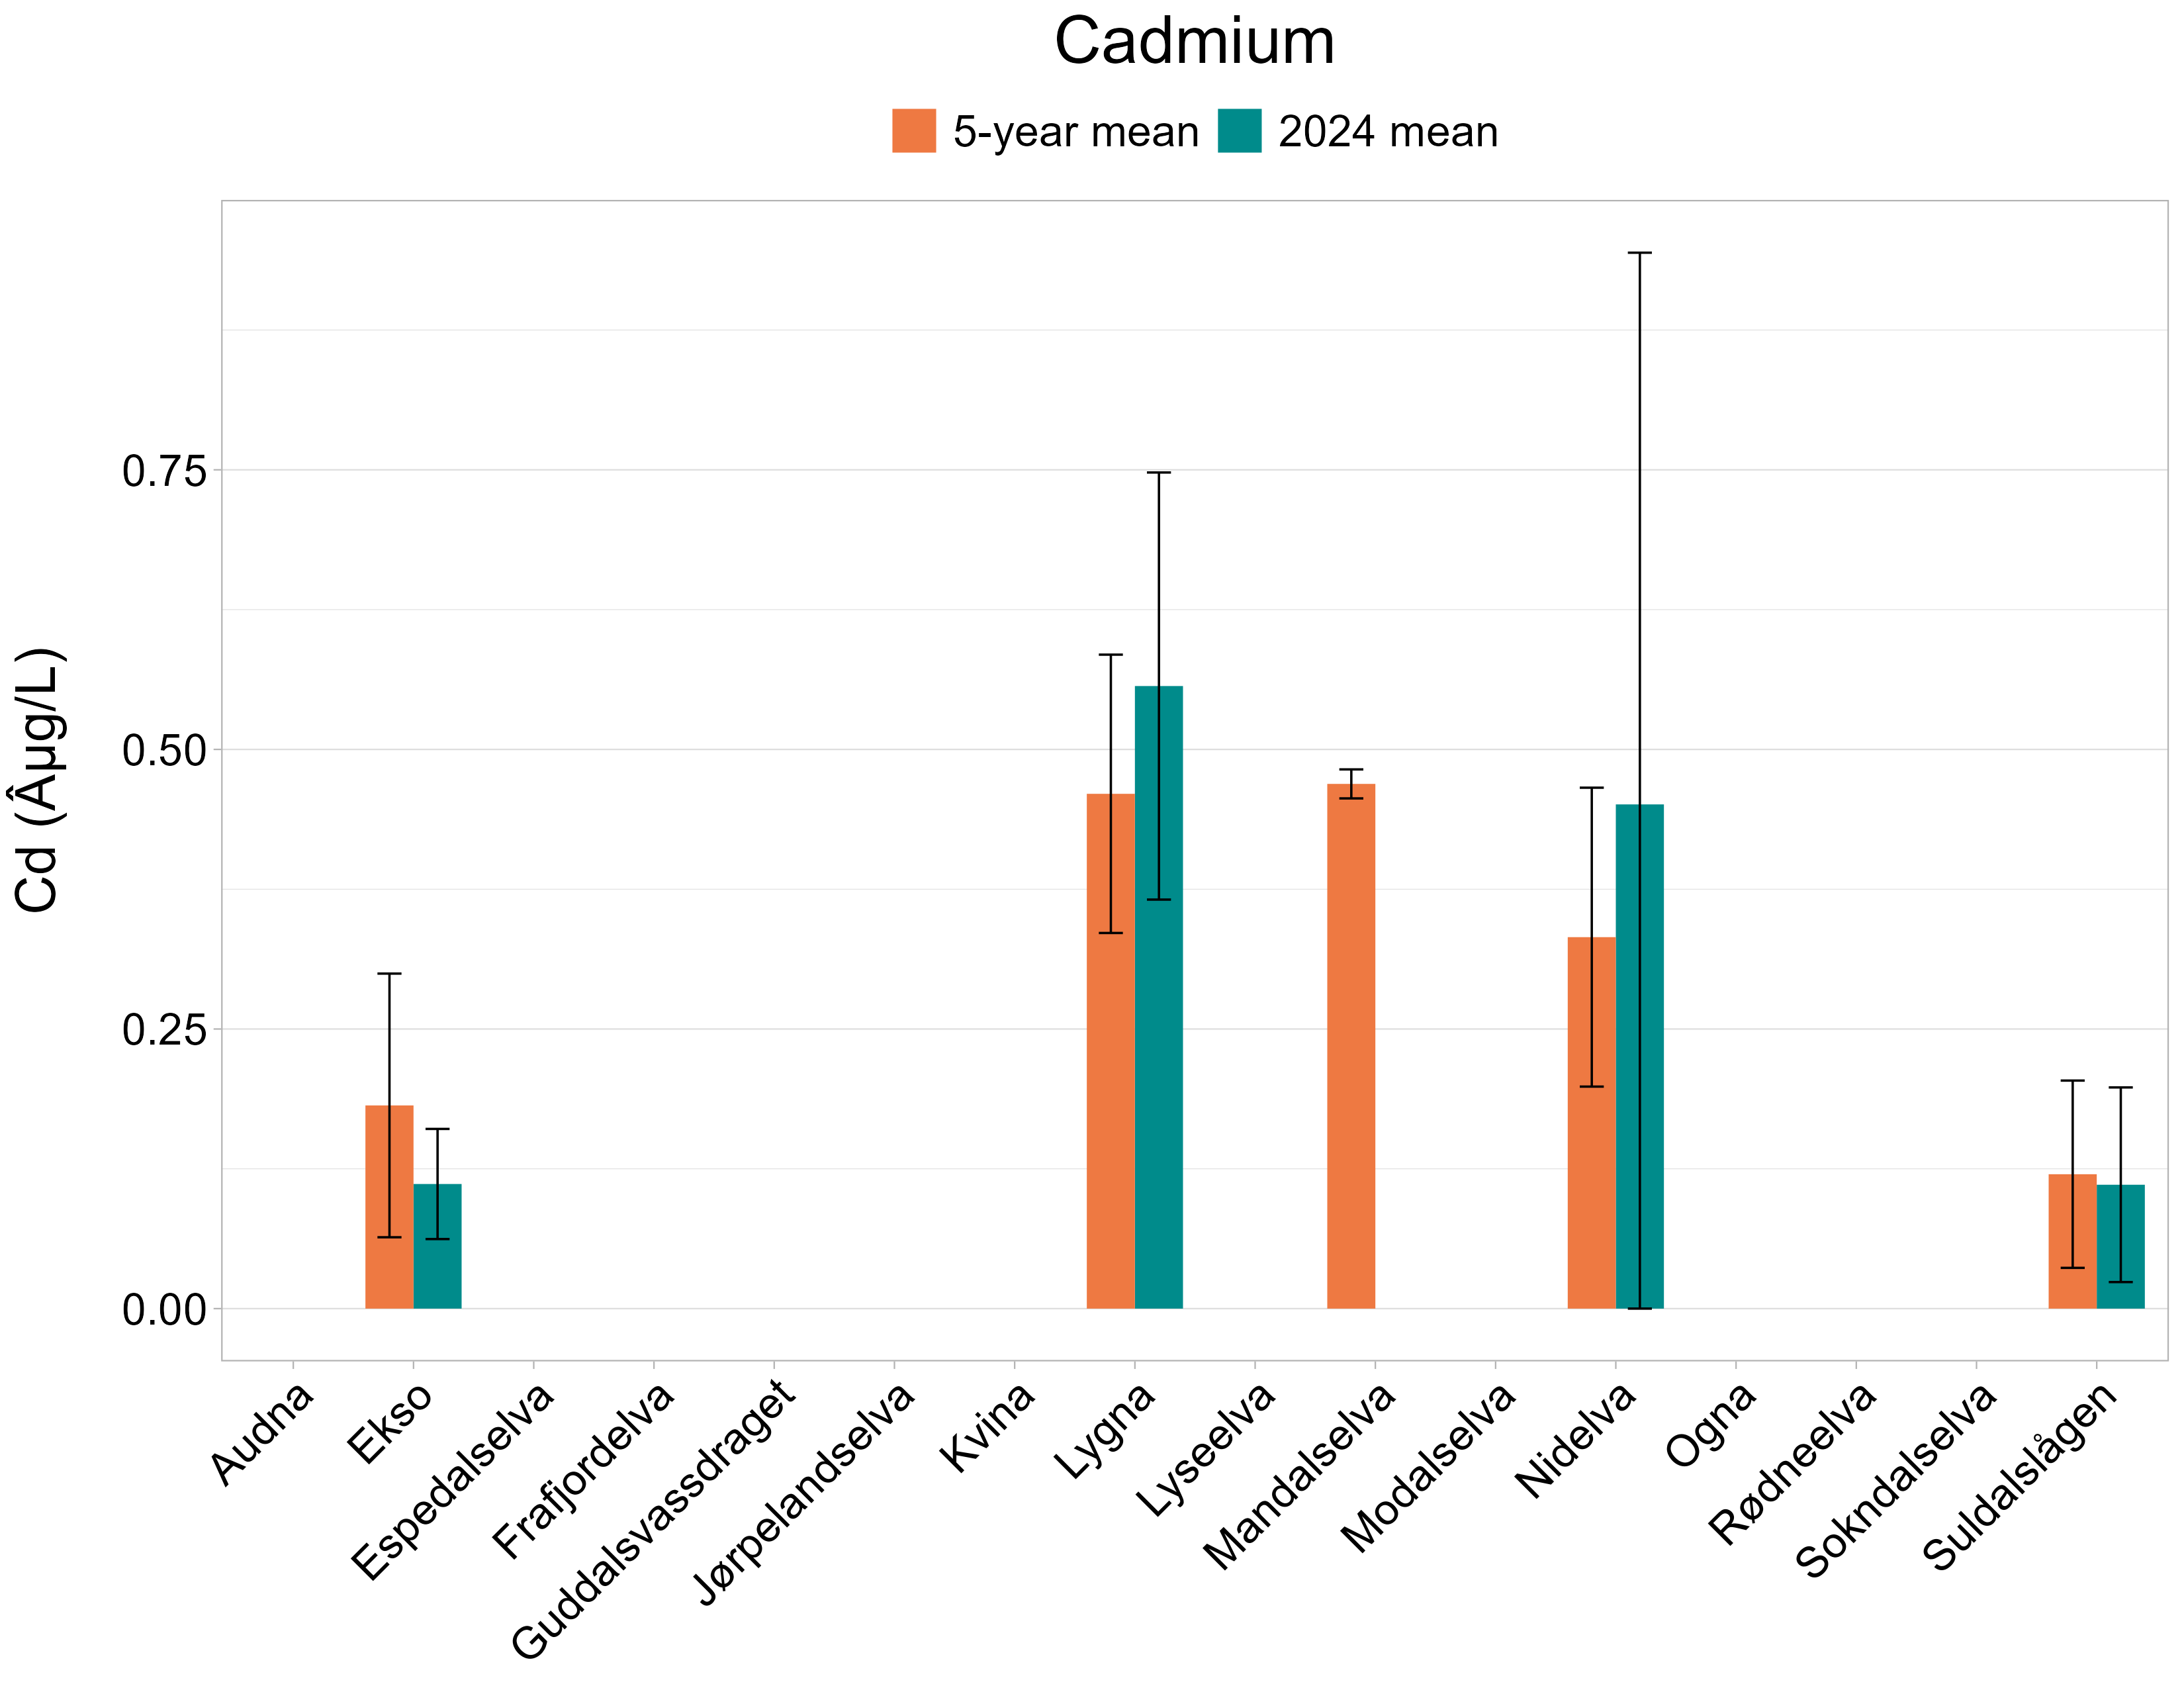 Cadmium
5-year mean 2024 mean
Cd (Âµg/L)
0.75
0.50
0.25
0.00
Audna
Ekso
Espedalselva
Frafjordelva
Guddalsvassdraget
Jørpelandselva
Kvina
Lygna
Lyseelva
Mandalselva
Modalselva
Nidelva
Ogna
Rødneelva
Sokndalselva
Suldalslågen